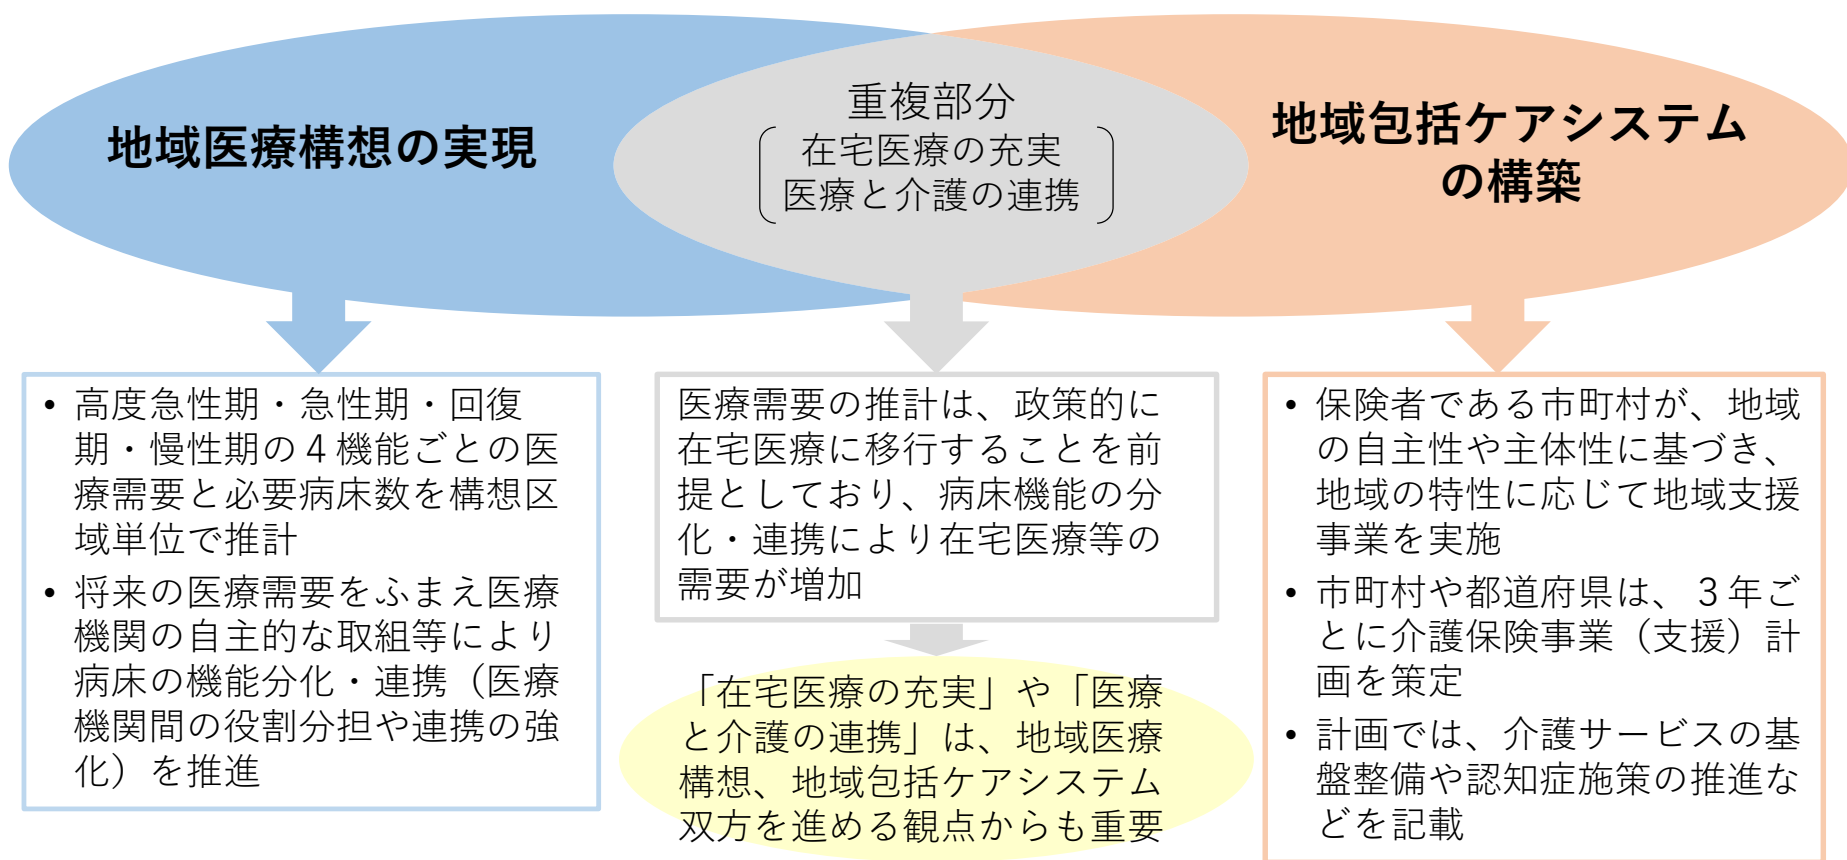 地域医療構想の実現
重複部分
在宅医療の充実
医療と介護の連携
地域包括ケアシステム
の構築
• 高度急性期・急性期・回復
期・慢性期の４機能ごとの医
療需要と必要病床数を構想区
域単位で推計
• 将来の医療需要をふまえ医療
機関の自主的な取組等により
病床の機能分化・連携（医療
機関間の役割分担や連携の強
化）を推進
医療需要の推計は、政策的に
在宅医療に移行することを前
提としており、病床機能の分
化・連携により在宅医療等の
需要が増加
「在宅医療の充実」や「医療
と介護の連携」は、地域医療
構想、地域包括ケアシステム
双方を進める観点からも重要
• 保険者である市町村が、地域
の自主性や主体性に基づき、
地域の特性に応じて地域支援
事業を実施
• 市町村や都道府県は、３年ご
とに介護保険事業（支援）計
画を策定
• 計画では、介護サービスの基
盤整備や認知症施策の推進な
どを記載